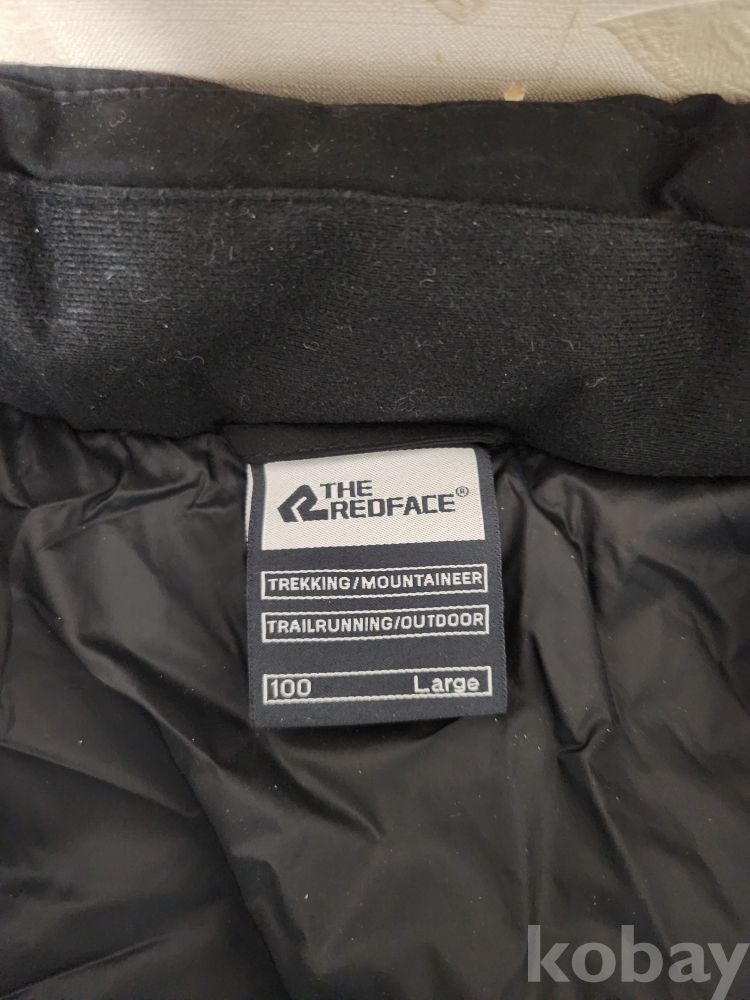 THE
REDFACE®
TREKKING/MOUNTAINEER
TRAILRUNNING/OUTDOOR
100 Large
kobay